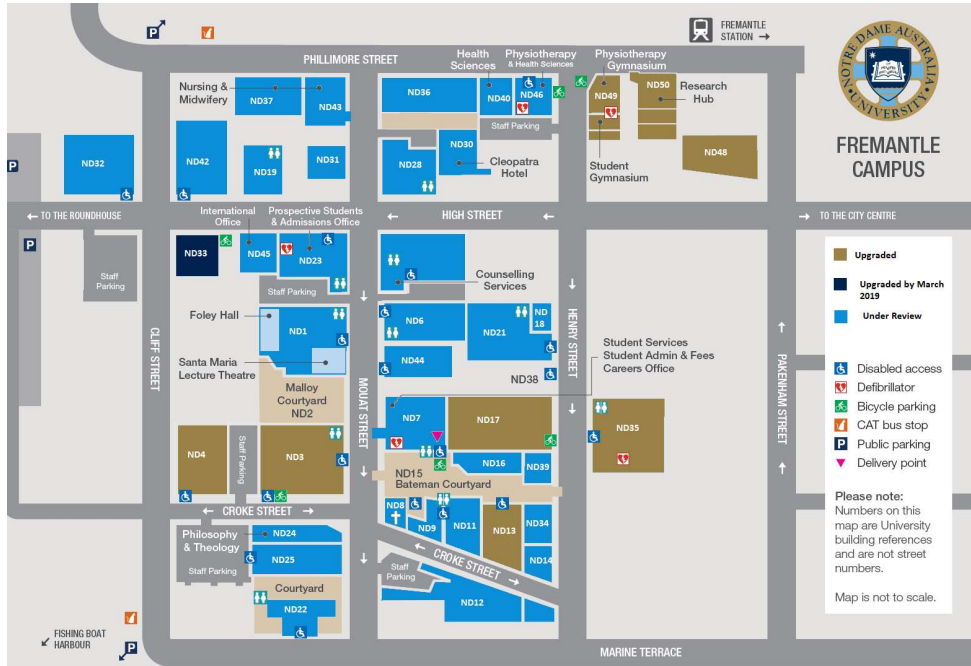 FREMANTLE
STATION →
NOTRE DAME AUSTRALIA
UNIVERSITY
FREMANTLE
CAMPUS
P
PHILLIMORE STREET
Health
Sciences
Physiotherapy
& Health Sciences
Physiotherapy
Gymnasium
Nursing &
Midwifery
ND37
ND43
ND36
ND40
ND46
ND49
ND50
Research
Hub
Staff Parking
ND32
ND42
ND19
ND31
ND28
ND30
Cleopatra
Hotel
Student
Gymnasium
ND48
P
← TO THE ROUNDHOUSE
International
Office
Prospective Students
& Admissions Office
← HIGH STREET ←
→ TO THE CITY CENTRE
P
Staff
Parking
ND33
ND45
ND23
Staff Parking
Counselling
Services
Foley Hall
ND1
Santa Maria
Lecture Theatre
Malloy
Courtyard
ND2
ND6
ND21
ND
18
ND44
ND38
Student Services
Student Admin & Fees
Careers Office
CLIFF STREET
MOUAT STREET
HENRY STREET
PAKENHAM STREET
ND4
Staff Parking
ND3
ND7
ND17
ND35
ND15
Bateman Courtyard
ND16
ND39
← CROKE STREET →
ND8
ND9
ND11
ND13
ND34
ND14
← CROKE STREET →
Philosophy
& Theology
Staff Parking
ND24
ND25
Courtyard
ND22
Staff
Parking
ND12
FISHING BOAT
HARBOUR
P
MARINE TERRACE
Upgraded
Upgraded by March
2019
Under Review
Disabled access
Defibrillator
Bicycle parking
CAT bus stop
P Public parking
Delivery point
Please note:
Numbers on this
map are University
building references
and are not street
numbers.
Map is not to scale.